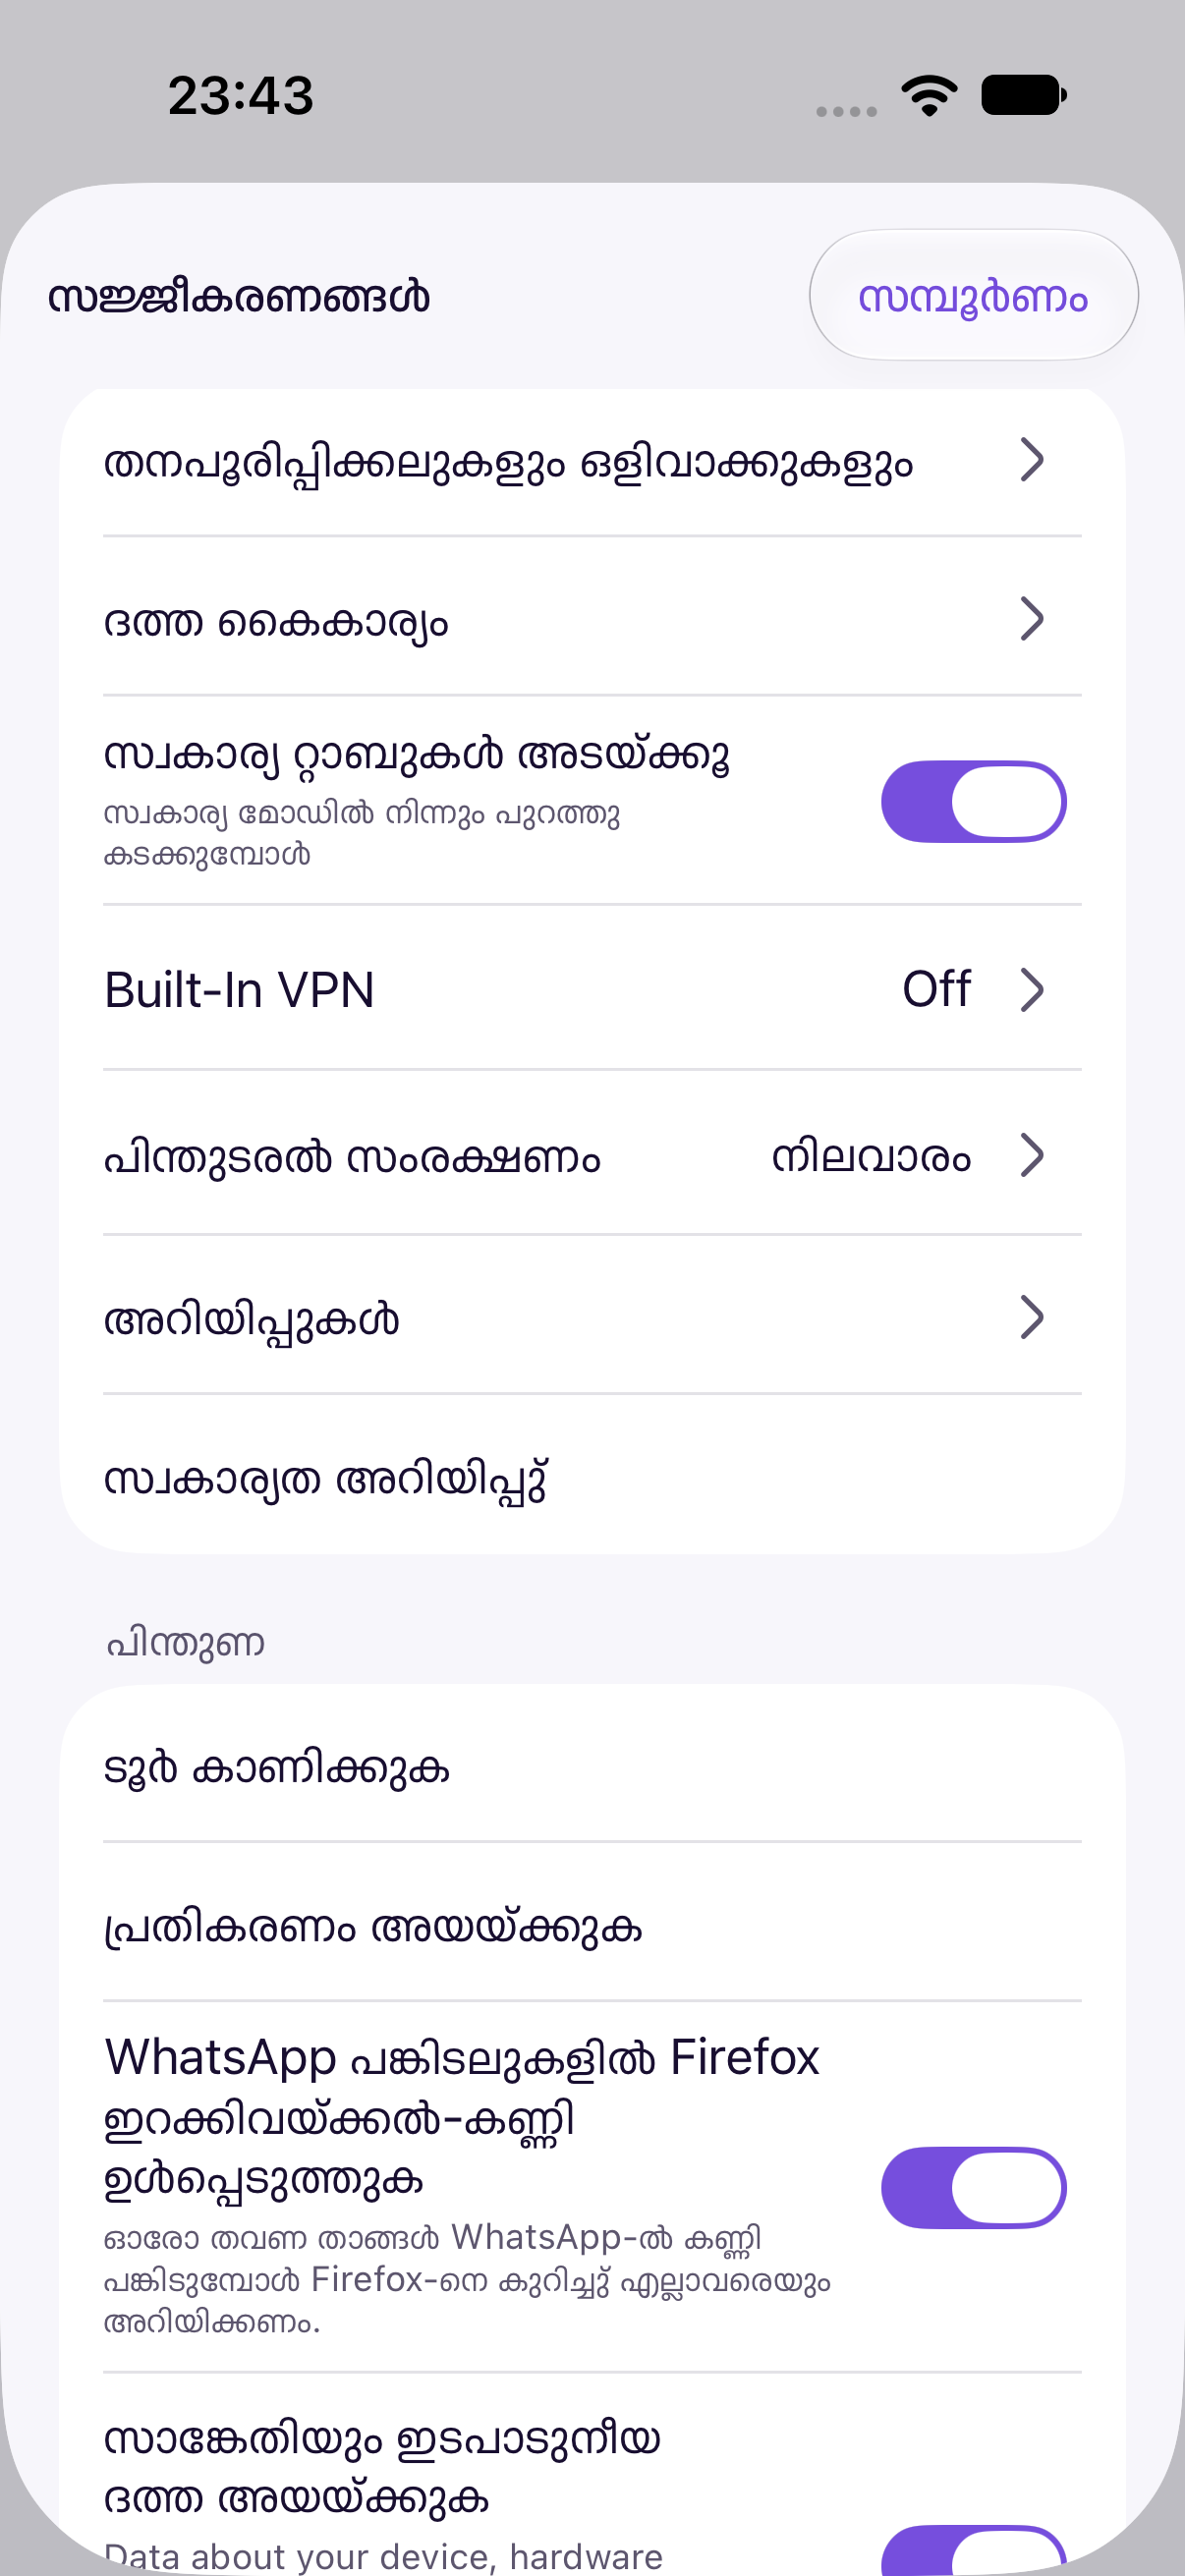 23:43
സജ്ജീകരണങ്ങൾ
സമ്പൂർണം
തനപൂരിപ്പിക്കലുകളും ഒളിവാക്കുകളും
ദത്ത കൈകാര്യം
സ്വകാര്യ റ്റാബുകൾ അടയ്ക്കൂ
സ്വകാര്യ മോഡിൽ നിന്നും പുറത്തു
കടക്കുമ്പോൾ
Built-In VPN
Off
പിന്തുടരൽ സംരക്ഷണം
നിലവാരം
അറിയിപ്പുകൾ
സ്വകാര്യത അറിയിപ്പു്
പിന്തുണ
ടൂർ കാണിക്കുക
പ്രതികരണം അയയ്ക്കുക
WhatsApp പങ്കിടലുകളിൽ Firefox
ഇറക്കിവയ്ക്കൽ-കണ്ണി
ഉൾപ്പെടുത്തുക
ഓരോ തവണ താങ്ങൾ WhatsApp-ൽ കണ്ണി
പങ്കിടുമ്പോൾ Firefox-നെ കുറിച്ചു് എല്ലാവരെയും
അറിയിക്കണം.
സാങ്കേതിയും ഇടപാടുനീയ
ദത്ത അയയ്ക്കുക
Data about your device, hardware